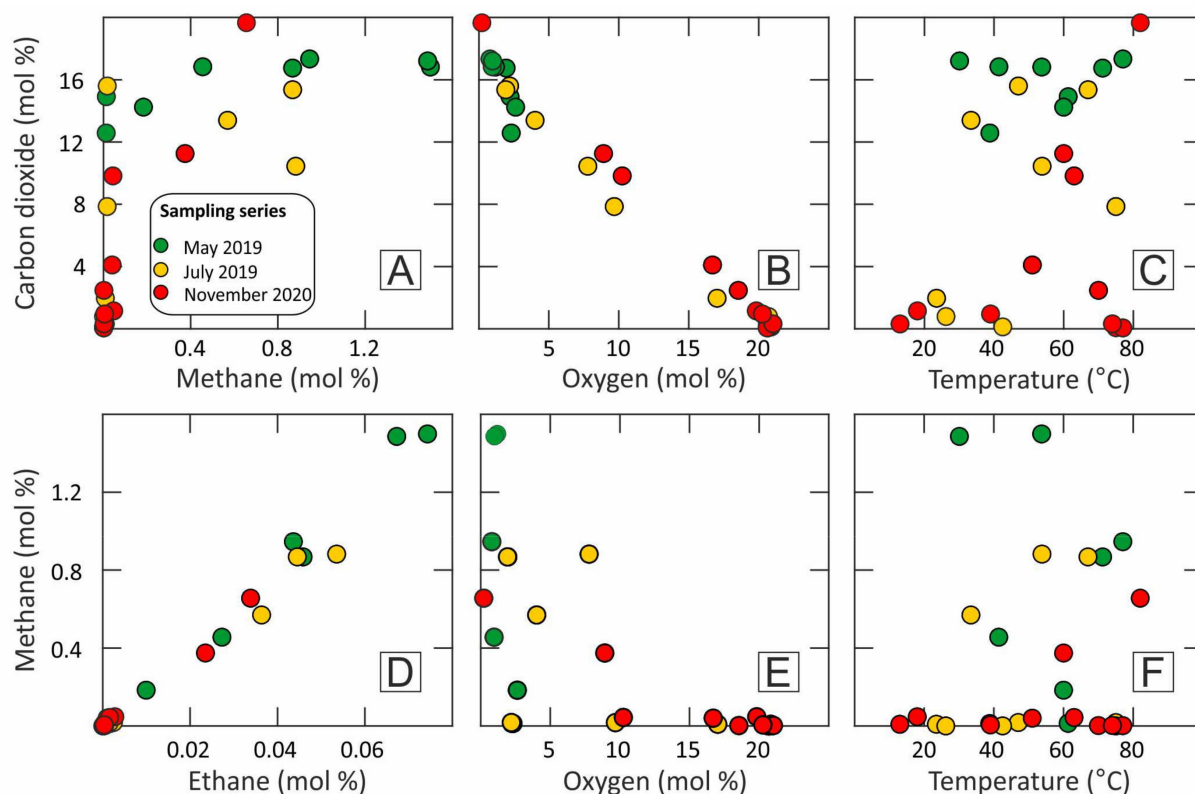 Carbon dioxide (mol %)
16
12
8
4
Sampling series
May 2019
July 2019
November 2020
A
B
C
0.4 0.8 1.2
5 10 15 20
20 40 60 80
Methane (mol %)
Oxygen (mol %)
Temperature (°C)
Methane (mol %)
1.2
0.8
0.4
D
E
F
0.02 0.04 0.06
5 10 15 20
20 40 60 80
Ethane (mol %)
Oxygen (mol %)
Temperature (°C)